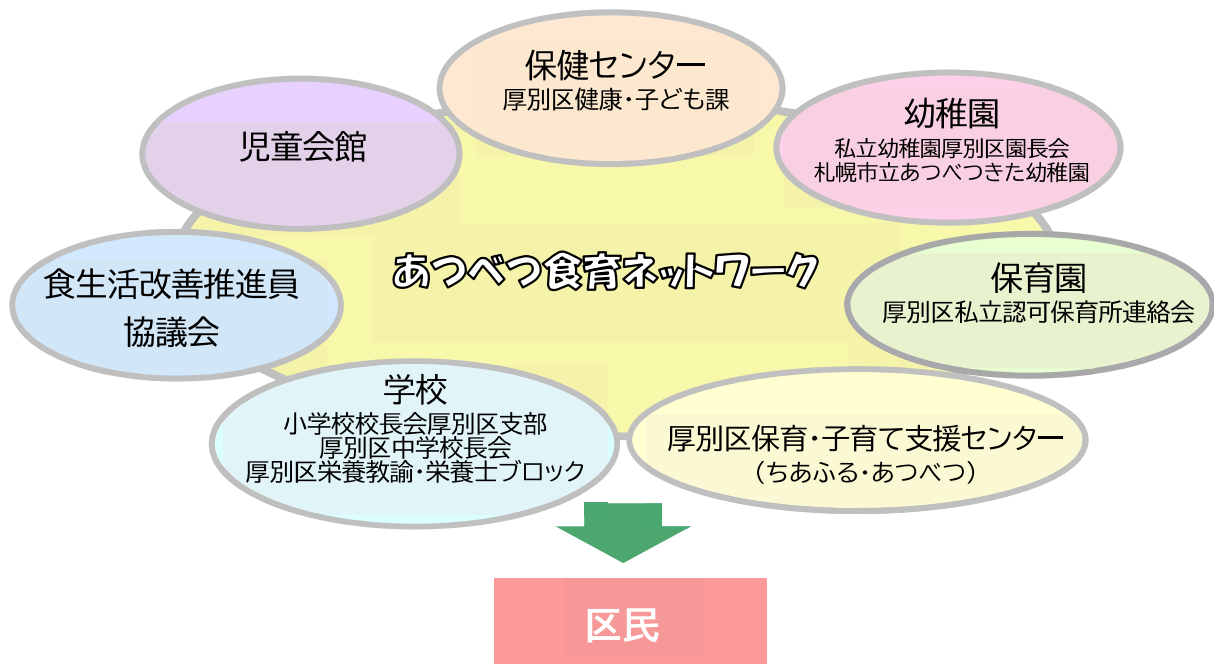 保健センター
厚別区健康・子ども課
児童会館
幼稚園
私立幼稚園厚別区園長会
札幌市立あつべつきた幼稚園
あつべつ食育ネットワーク
食生活改善推進員
協議会
保育園
厚別区私立認可保育所連絡会
学校
小学校校長会厚別区支部
厚別区中学校長会
厚別区栄養教諭・栄養士ブロック
厚別区保育・子育て支援センター
（ちあふる・あつべつ）
区民